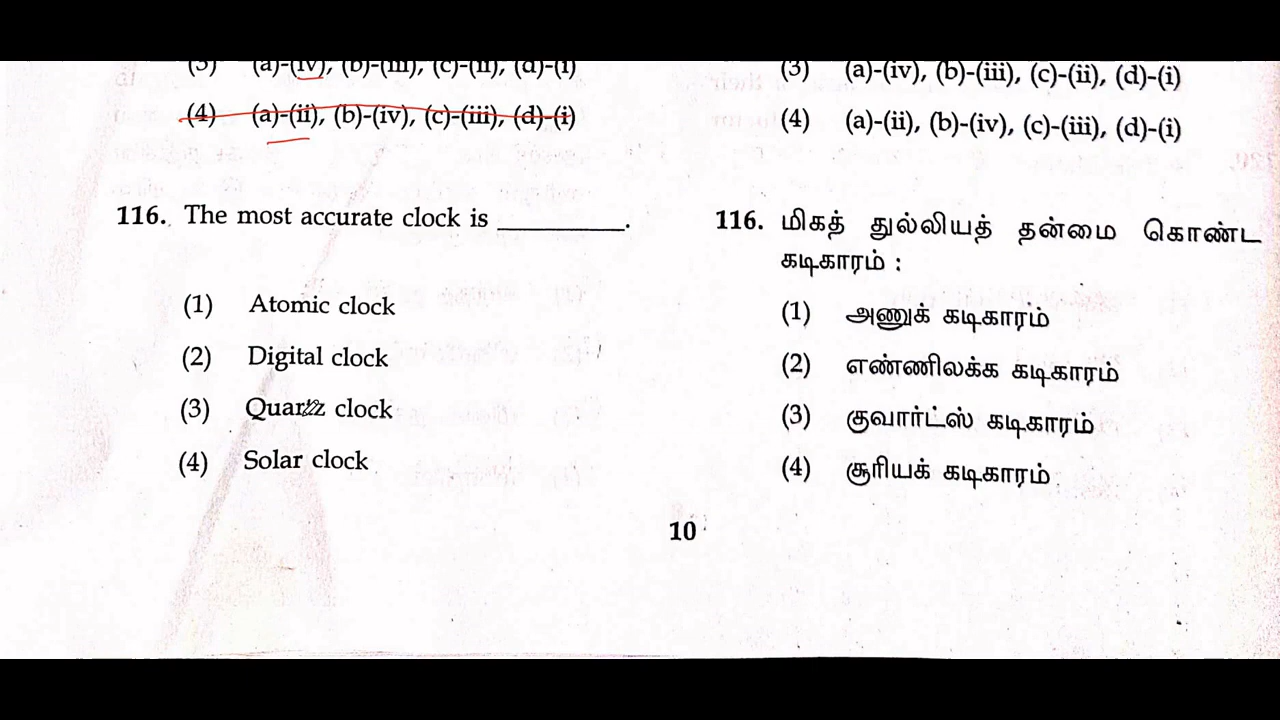 (3) (a)-(iv), (b)-(iii), (c)-(ii), (d)-(i)
(4) (a)-(ii), (b)-(iv), (c)-(iii), (d)-(i)
116. The most accurate clock is __________.
(1) Atomic clock
(2) Digital clock
(3) Quartz clock
(4) Solar clock
(3) (a)-(iv), (b)-(iii), (c)-(ii), (d)-(i)
(4) (a)-(ii), (b)-(iv), (c)-(iii), (d)-(i)
116. மிகத் துல்லியத் தன்மை கொண்ட
கடிகாரம் :
(1) அணுக் கடிகாரம்
(2) எண்ணிலக்க கடிகாரம்
(3) குவார்ட்ஸ் கடிகாரம்
(4) சூரியக் கடிகாரம்
10